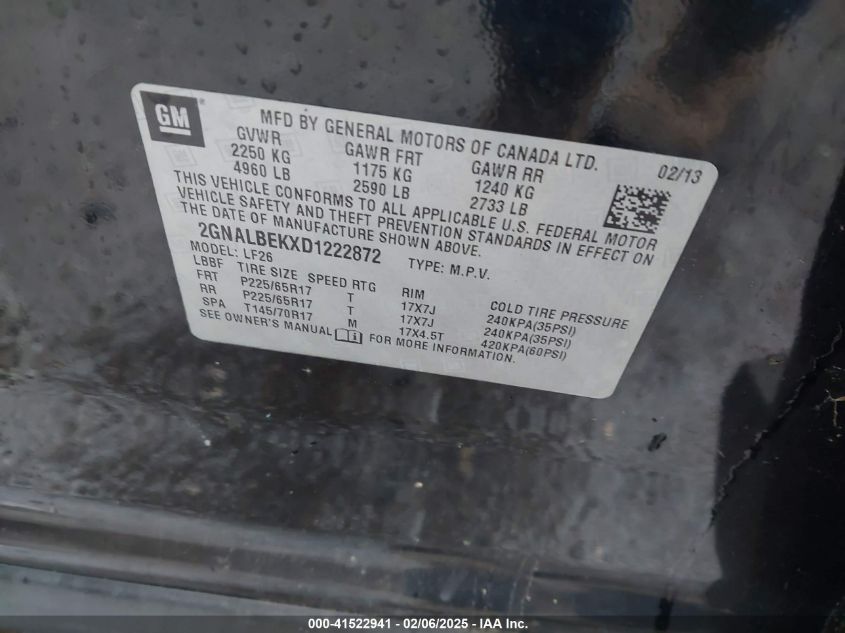 GM
MFD BY GENERAL MOTORS OF CANADA LTD. 02/13
GVWR GAWR FRT GAWR RR
2250 KG 1175 KG 1240 KG
4960 LB 2590 LB 2733 LB
THIS VEHICLE CONFORMS TO ALL APPLICABLE U.S. FEDERAL MOTOR
VEHICLE SAFETY AND THEFT PREVENTION STANDARDS IN EFFECT ON
THE DATE OF MANUFACTURE SHOWN ABOVE.
2GNALBEKXD1222872 TYPE: M.P.V.
MODEL: LF26
LBBF TIRE SIZE SPEED RTG RIM COLD TIRE PRESSURE
FRT P225/65R17 T 17X7J 240KPA(35PSI)
RR P225/65R17 T 17X7J 240KPA(35PSI)
SPA T145/70R17 M 17X4.5T 420KPA(60PSI)
SEE OWNER'S MANUAL FOR MORE INFORMATION.
000-41522941 - 02/06/2025 - IAA Inc.